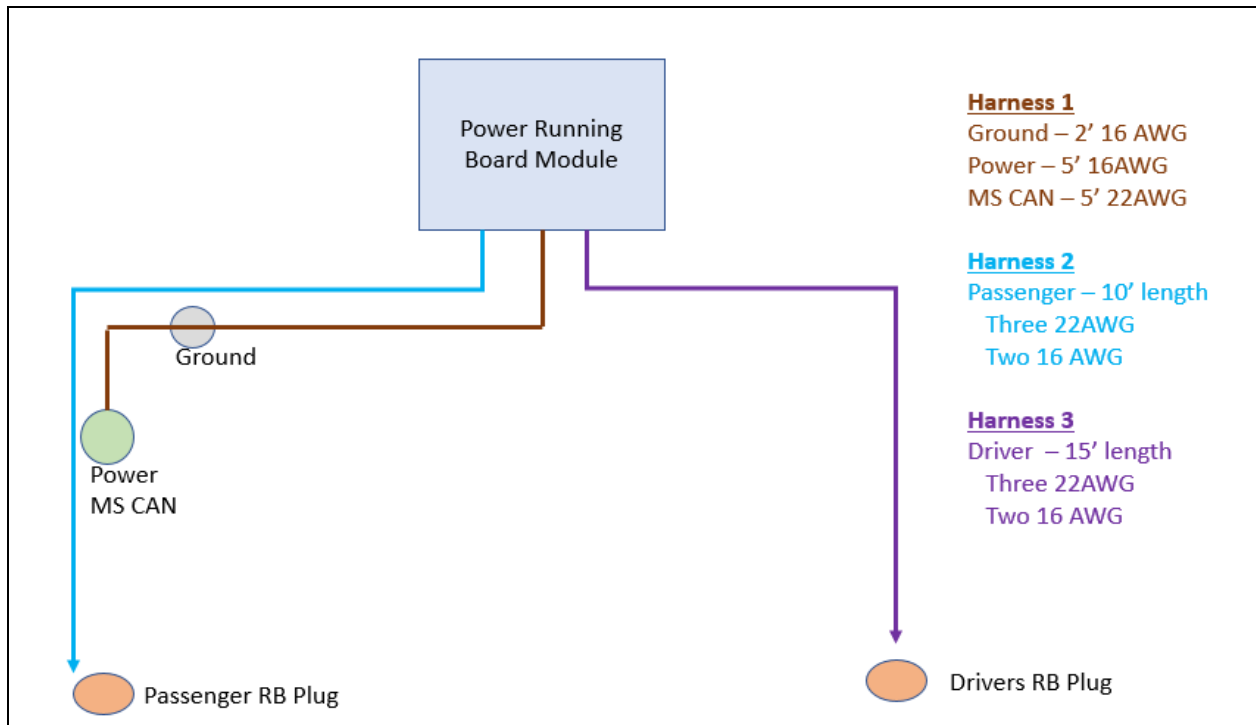 Power Running
Board Module
Ground
Power
MS CAN
Passenger RB Plug
Drivers RB Plug
Harness 1
Ground – 2’ 16 AWG
Power – 5’ 16AWG
MS CAN – 5’ 22AWG
Harness 2
Passenger – 10’ length
Three 22AWG
Two 16 AWG
Harness 3
Driver – 15’ length
Three 22AWG
Two 16 AWG